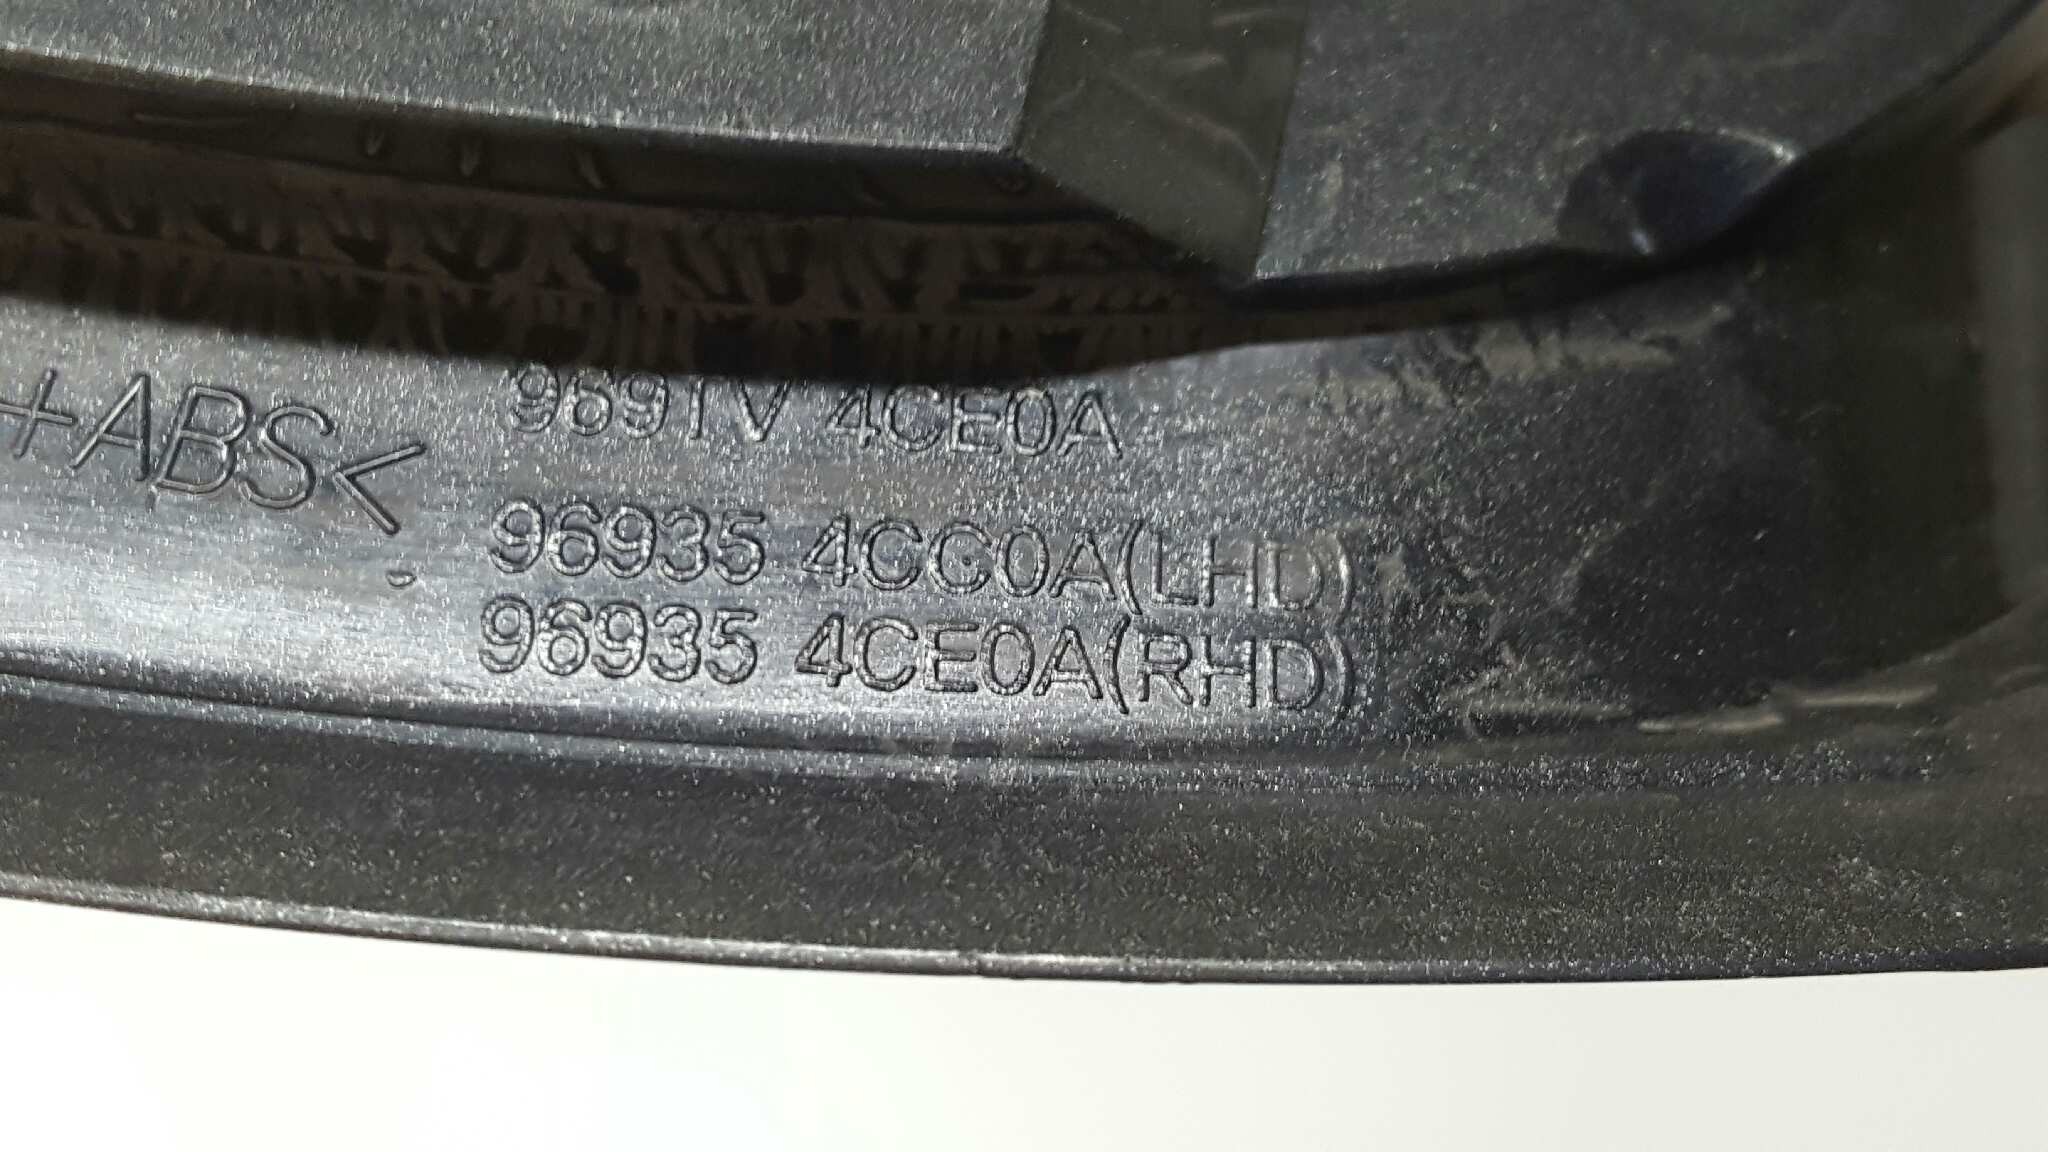 +ABS<
9691V 4CE0A
96935 4CC0A(LHD)
96935 4CE0A(RHD)